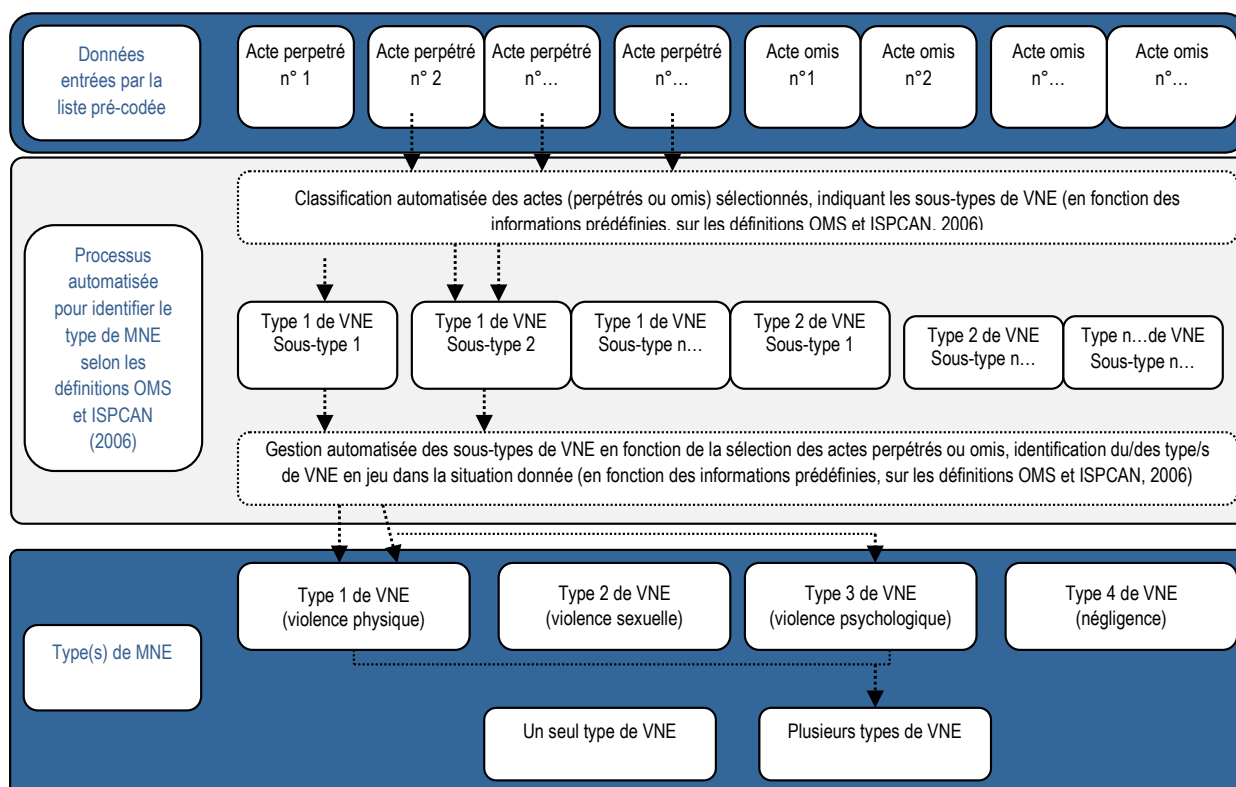 Données
entrées par la
liste pré-codée
Acte perpetré
n° 1
Acte perpétré
n° 2
Acte perpétré
n°…
Acte perpétré
n°…
Acte omis
n°1
Acte omis
n°2
Acte omis
n°…
Acte omis
n°…
Processus
automatisée
pour identifier le
type de MNE
selon les
définitions OMS
et ISPCAN
(2006)
Classification automatisée des actes (perpétrés ou omis) sélectionnés, indiquant les sous-types de VNE (en fonction des
informations prédéfinies, sur les définitions OMS et ISPCAN, 2006)
Type 1 de VNE
Sous-type 1
Type 1 de VNE
Sous-type 2
Type 1 de VNE
Sous-type n…
Type 2 de VNE
Sous-type 1
Type 2 de VNE
Sous-type n…
Type n…de VNE
Sous-type n…
Gestion automatisée des sous-types de VNE en fonction de la sélection des actes perpétrés ou omis, identification du/des type/s
de VNE en jeu dans la situation donnée (en fonction des informations prédéfinies, sur les définitions OMS et ISPCAN, 2006)
Type(s) de MNE
Type 1 de VNE
(violence physique)
Type 2 de VNE
(violence sexuelle)
Type 3 de VNE
(violence psychologique)
Type 4 de VNE
(négligence)
Un seul type de VNE
Plusieurs types de VNE